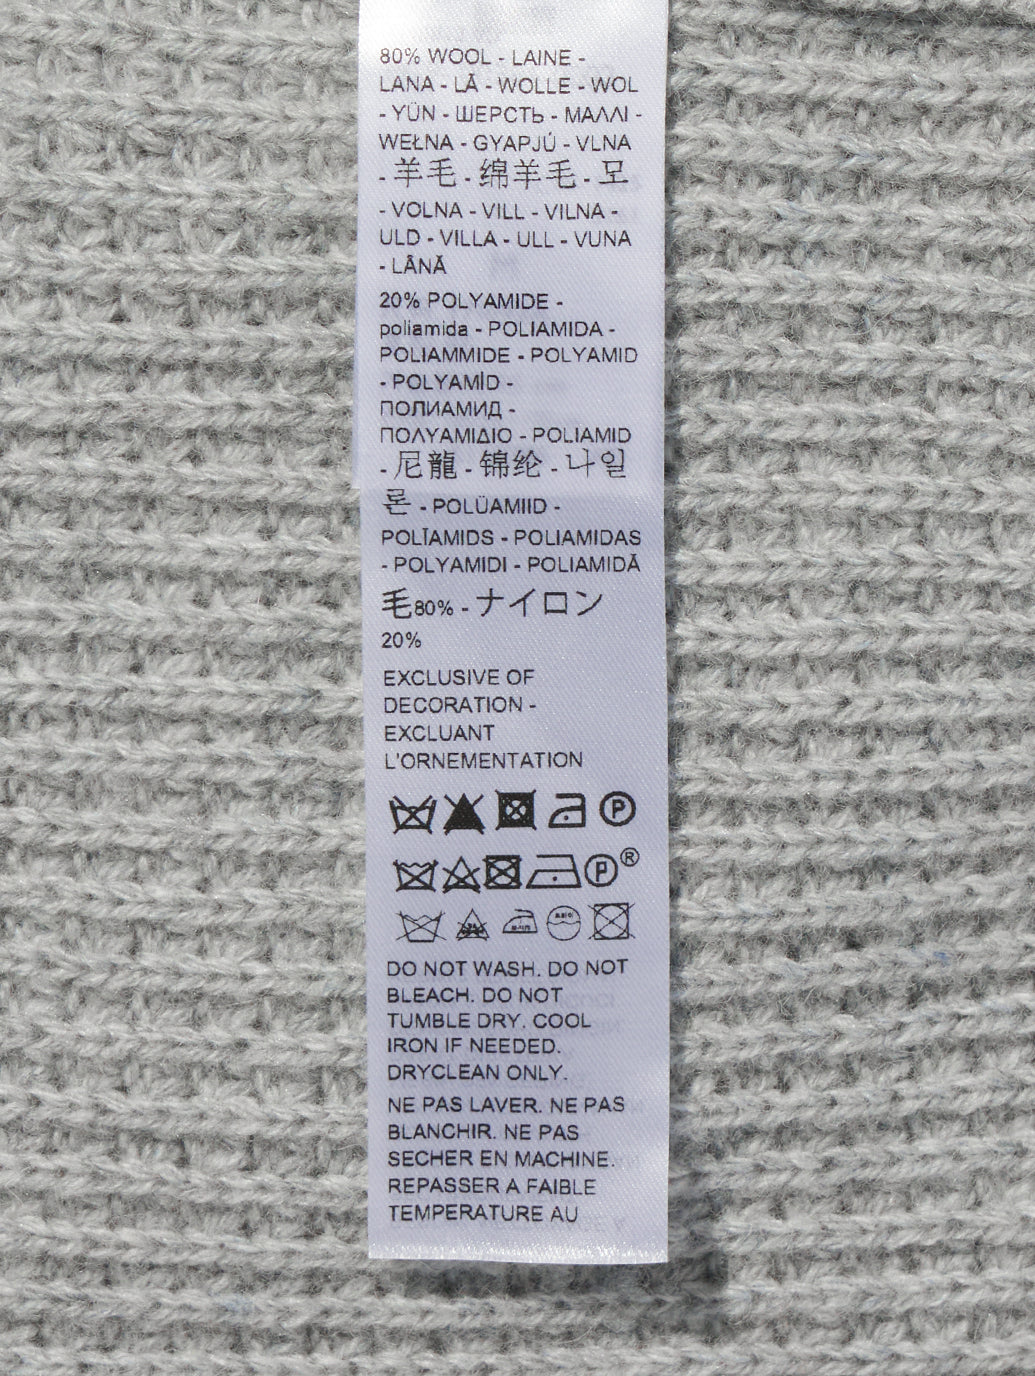 80% WOOL - LAINE -
LANA - LÃ - WOLLE - WOL
- YÜN - ШЕРСТЬ - ΜΑΛΛΙ -
WEŁNA - GYAPJÚ - VLNA
- 羊毛 - 绵羊毛 - 모
- VOLNA - VILL - VILNA -
ULD - VILLA - ULL - VUNA
- LÂNĂ
20% POLYAMIDE -
poliamida - POLIAMIDA -
POLIAMMIDE - POLYAMID
- POLYAMİD -
ПОЛИАМИД -
ΠΟΛΥΑΜΙΔΙΟ - POLIAMID
- 尼龍 - 锦纶 - 나일
론 - POLÜAMIID -
POLĪAMIDS - POLIAMIDAS
- POLYAMIDI - POLIAMIDĂ
毛80% - ナイロン
20%
EXCLUSIVE OF
DECORATION -
EXCLUANT
L'ORNEMENTATION
P
P®
DO NOT WASH. DO NOT
BLEACH. DO NOT
TUMBLE DRY. COOL
IRON IF NEEDED.
DRYCLEAN ONLY.
NE PAS LAVER. NE PAS
BLANCHIR. NE PAS
SECHER EN MACHINE.
REPASSER A FAIBLE
TEMPERATURE AU